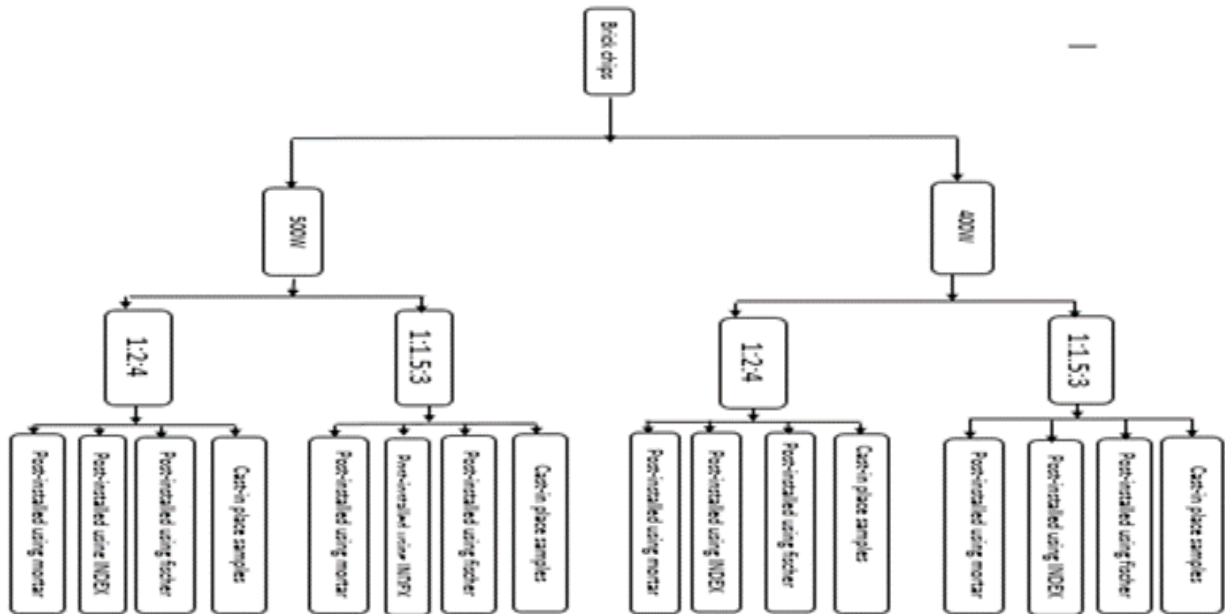 Brick chips
400W
500W
1:1.5:3
1:2:4
1:1.5:3
1:2:4
Cast-in place samples
Post-installed using fischer
Post-installed using INDEX
Post-installed using mortar
Cast-in place samples
Post-installed using fischer
Post-installed using INDEX
Post-installed using mortar
Cast-in place samples
Post-installed using fischer
Post-installed using INDEX
Post-installed using mortar
Cast-in place samples
Post-installed using fischer
Post-installed using INDEX
Post-installed using mortar